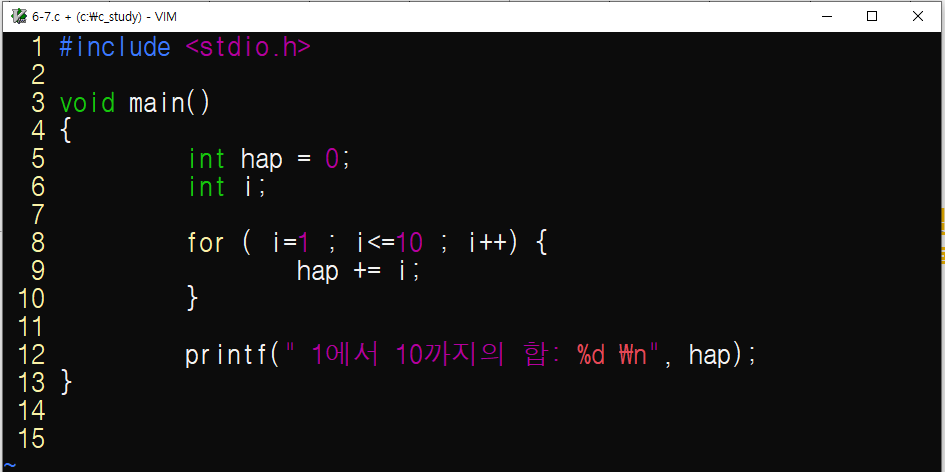 6-7.c + (c:₩c_study) - VIM
1 #include <stdio.h>
2
3 void main()
4 {
5 int hap = 0;
6 int i;
7
8 for ( i=1 ; i<=10 ; i++) {
9 hap += i;
10 }
11
12 printf(" 1에서 10까지의 합: %d ₩n", hap);
13 }
14
15
~